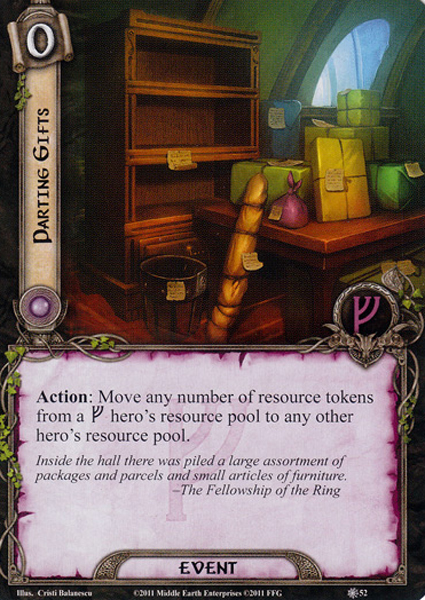 0
Parting Gifts
Action: Move any number of resource tokens
from a hero's resource pool to any other
hero's resource pool.
Inside the hall there was piled a large assortment of
packages and parcels and small articles of furniture.
–The Fellowship of the Ring
EVENT
Illus. Cristi Balanescu ©2011 Middle Earth Enterprises ©2011 FFG 52